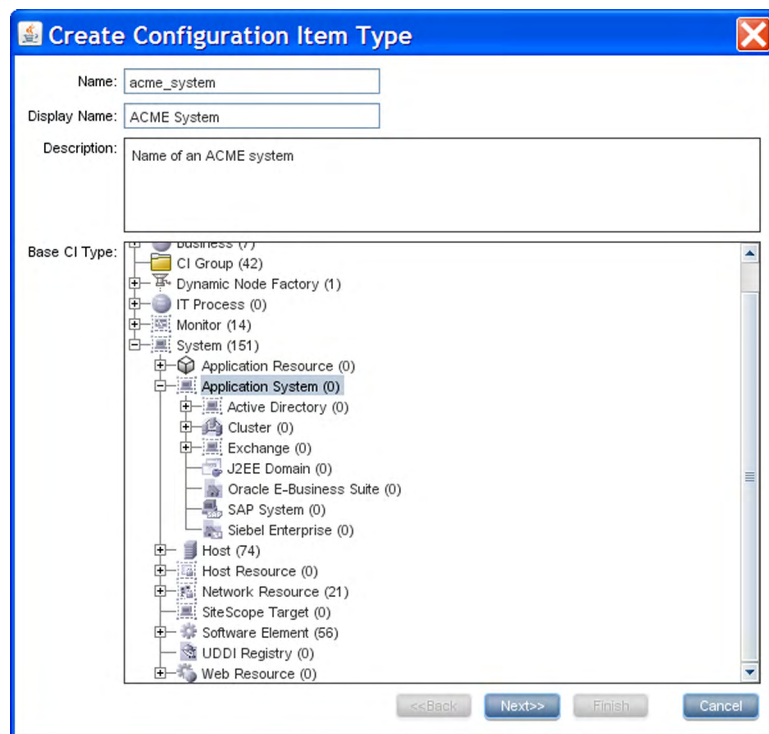 Create Configuration Item Type
Name: acme_system
Display Name: ACME System
Description: Name of an ACME system
Base CI Type:
Business (7)
CI Group (42)
Dynamic Node Factory (1)
IT Process (0)
Monitor (14)
System (151)
Application Resource (0)
Application System (0)
Active Directory (0)
Cluster (0)
Exchange (0)
J2EE Domain (0)
Oracle E-Business Suite (0)
SAP System (0)
Siebel Enterprise (0)
Host (74)
Host Resource (0)
Network Resource (21)
SiteScope Target (0)
Software Element (56)
UDDI Registry (0)
Web Resource (0)
<<Back Next>> Finish Cancel